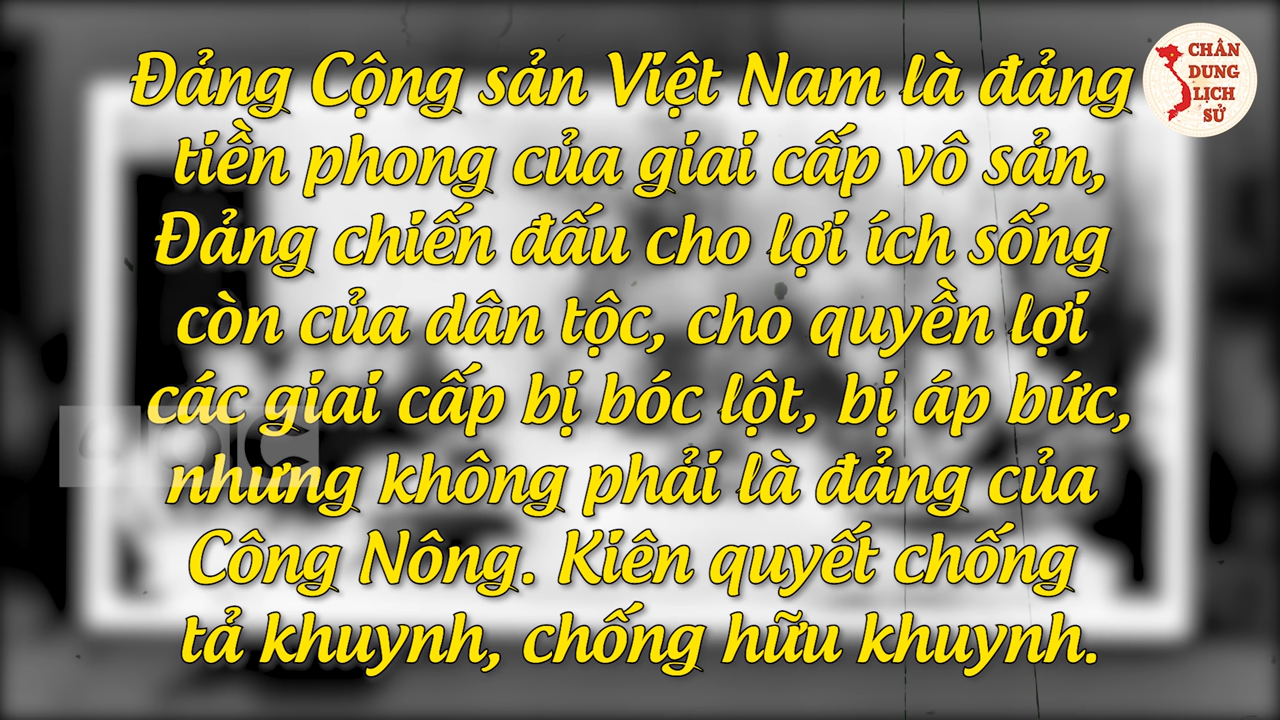 Đảng Cộng sản Việt Nam là đảng
tiền phong của giai cấp vô sản,
Đảng chiến đấu cho lợi ích sống
còn của dân tộc, cho quyền lợi
các giai cấp bị bóc lột, bị áp bức,
nhưng không phải là đảng của
Công Nông. Kiên quyết chống
tả khuynh, chống hữu khuynh.
CHÂN
DUNG
LỊCH
SỬ